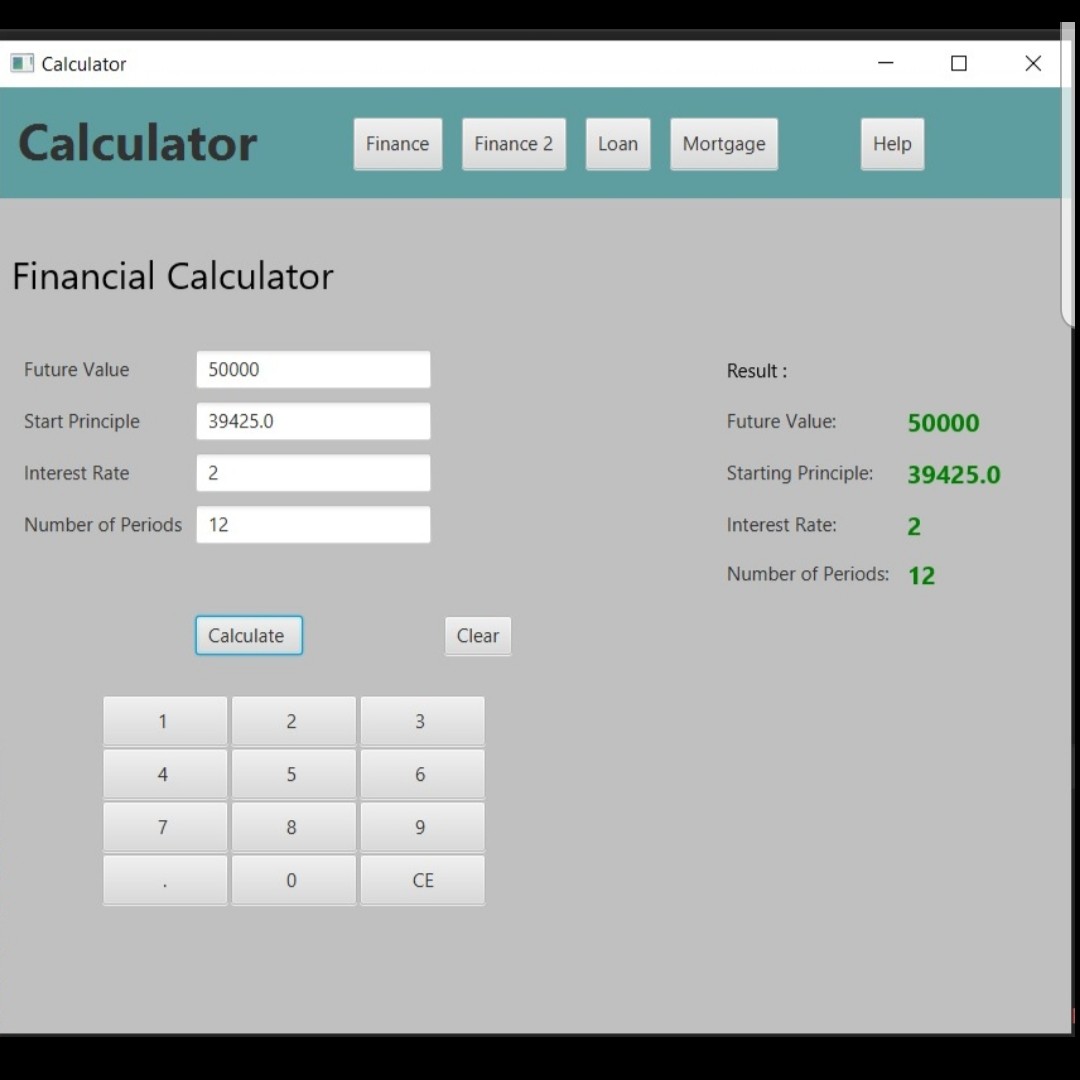 Calculator
Calculator
Finance
Finance 2
Loan
Mortgage
Help
Financial Calculator
Future Value 50000
Start Principle 39425.0
Interest Rate 2
Number of Periods 12
Result :
Future Value: 50000
Starting Principle: 39425.0
Interest Rate: 2
Number of Periods: 12
Calculate
Clear
1 2 3
4 5 6
7 8 9
. 0 CE